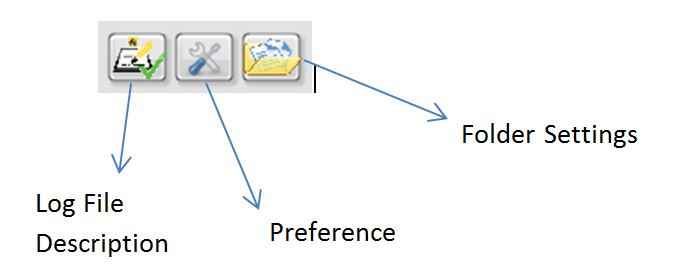 Folder Settings
Log File
Description
Preference